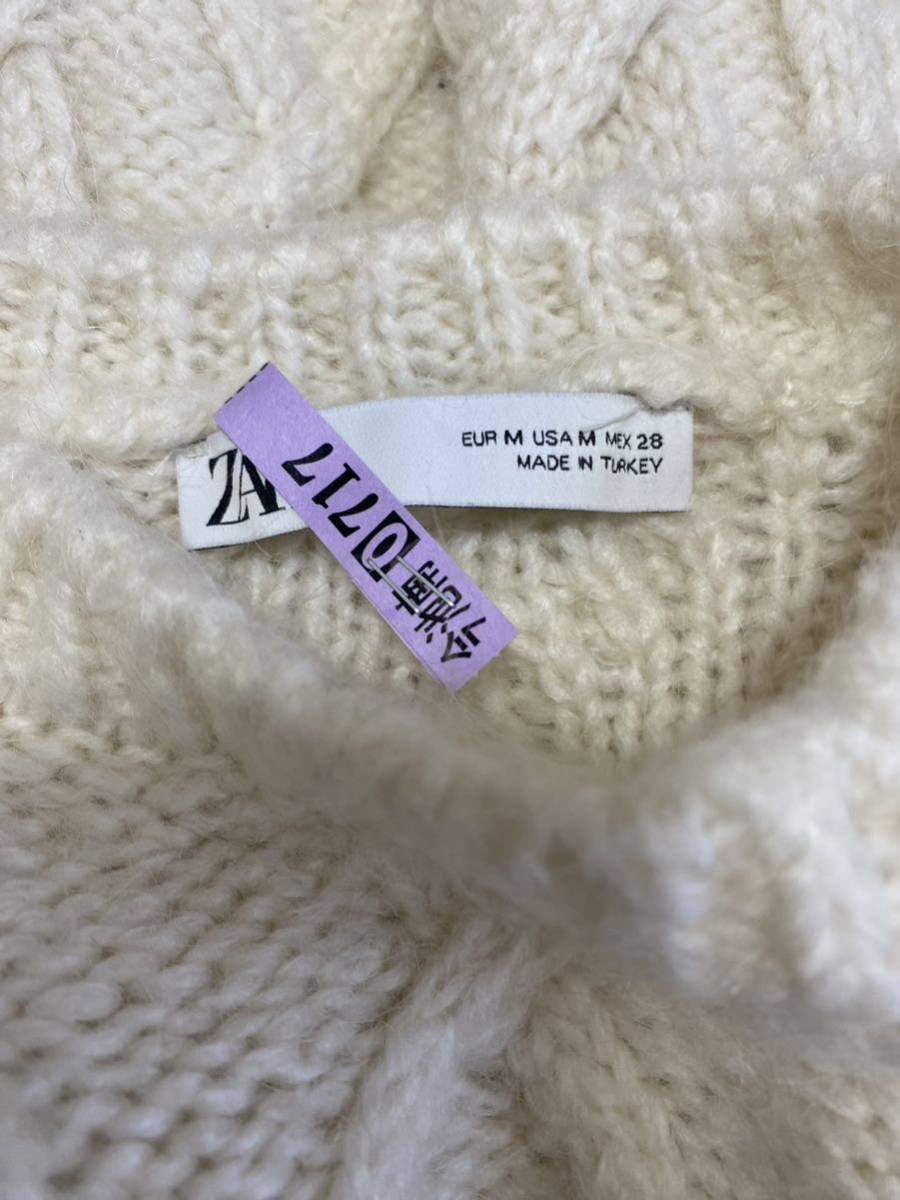 ZA
EUR M USA M MEX 28
MADE IN TURKEY
0717